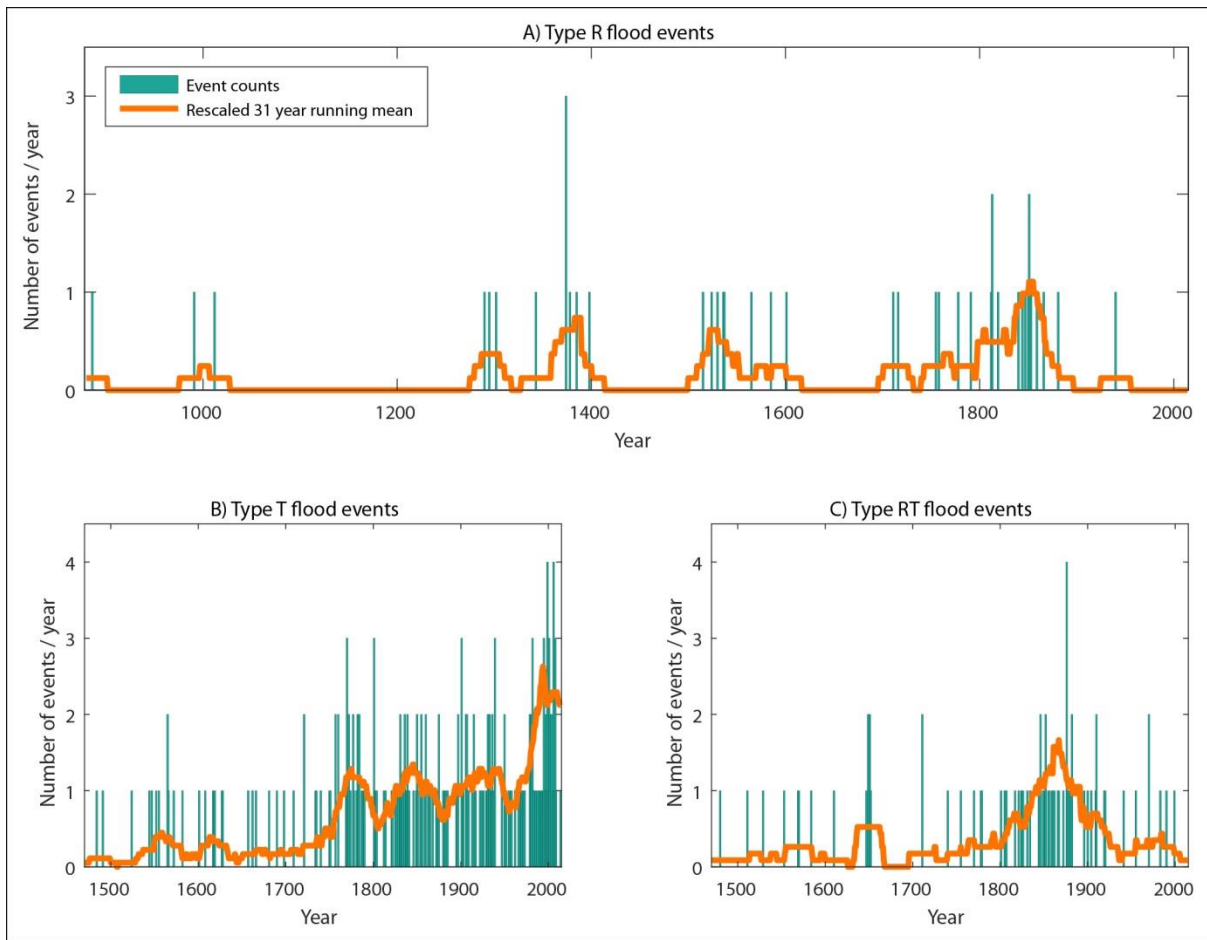 A) Type R flood events
Event counts
Rescaled 31 year running mean
Number of events / year
3
2
1
0
1000 1200 1400 1600 1800 2000
Year
B) Type T flood events
Number of events / year
4
3
2
1
0
1500 1600 1700 1800 1900 2000
Year
C) Type RT flood events
Number of events / year
4
3
2
1
0
1500 1600 1700 1800 1900 2000
Year